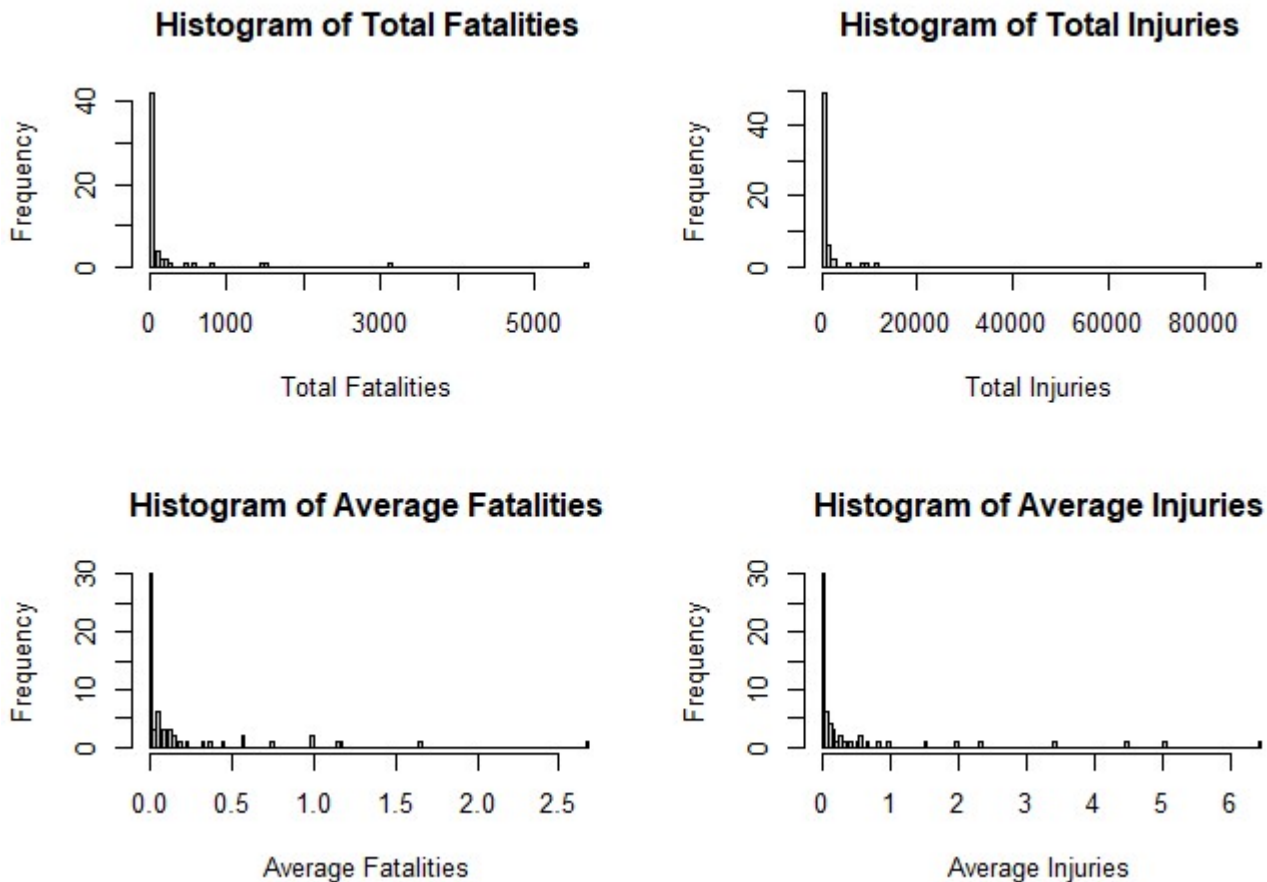 Histogram of Total Fatalities
Frequency
0 20 40
0 1000 3000 5000
Total Fatalities
Histogram of Total Injuries
Frequency
0 20 40
0 20000 40000 60000 80000
Total Injuries
Histogram of Average Fatalities
Frequency
0 10 20 30
0.0 0.5 1.0 1.5 2.0 2.5
Average Fatalities
Histogram of Average Injuries
Frequency
0 10 20 30
0 1 2 3 4 5 6
Average Injuries